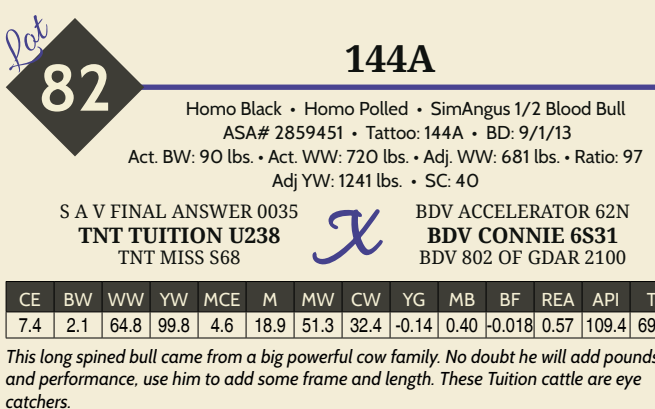 Lot
82
144A
Homo Black • Homo Polled • SimAngus 1/2 Blood Bull
ASA# 2859451 • Tattoo: 144A • BD: 9/1/13
Act. BW: 90 lbs. • Act. WW: 720 lbs. • Adj. WW: 681 lbs. • Ratio: 97
Adj YW: 1241 lbs. • SC: 40
S A V FINAL ANSWER 0035
TNT TUITION U238
TNT MISS S68
X
BDV ACCELERATOR 62N
BDV CONNIE 6S31
BDV 802 OF GDAR 2100
CE BW WW YW MCE M MW CW YG MB BF REA API T
7.4 2.1 64.8 99.8 4.6 18.9 51.3 32.4 -0.14 0.40 -0.018 0.57 109.4 69
This long spined bull came from a big powerful cow family. No doubt he will add pounds
and performance, use him to add some frame and length. These Tuition cattle are eye
catchers.